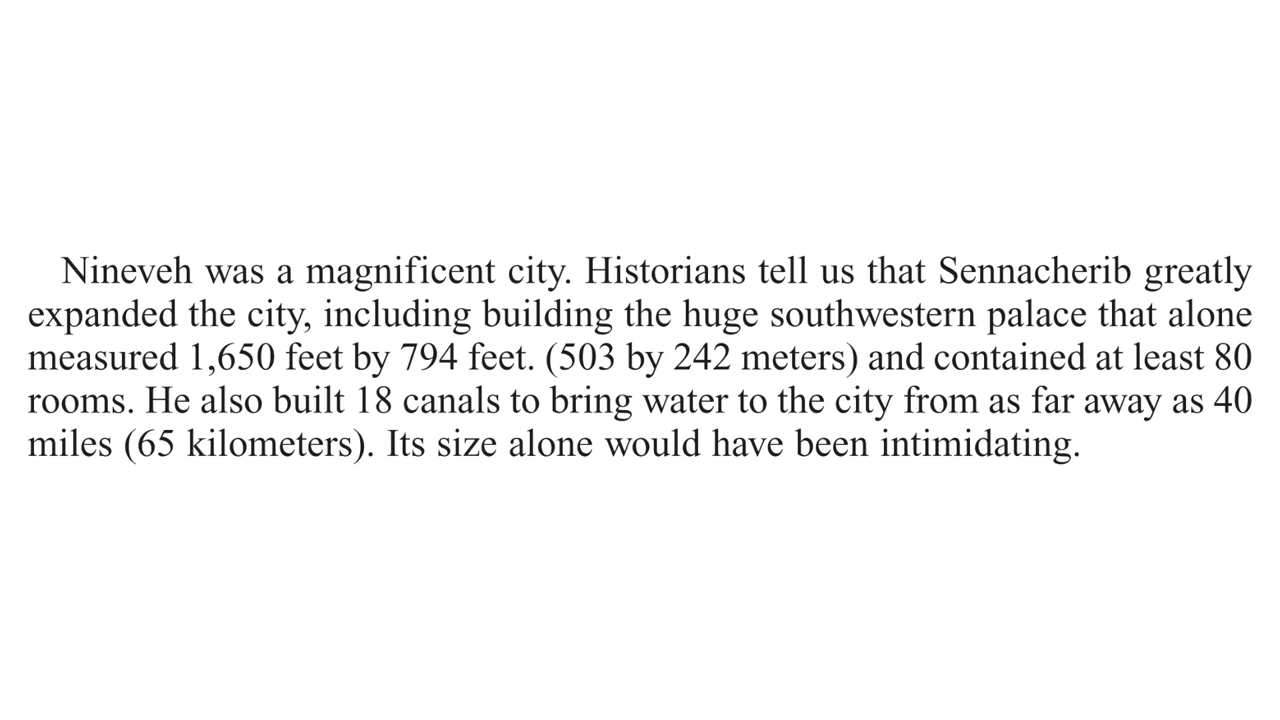 Nineveh was a magnificent city. Historians tell us that Sennacherib greatly
expanded the city, including building the huge southwestern palace that alone
measured 1,650 feet by 794 feet. (503 by 242 meters) and contained at least 80
rooms. He also built 18 canals to bring water to the city from as far away as 40
miles (65 kilometers). Its size alone would have been intimidating.